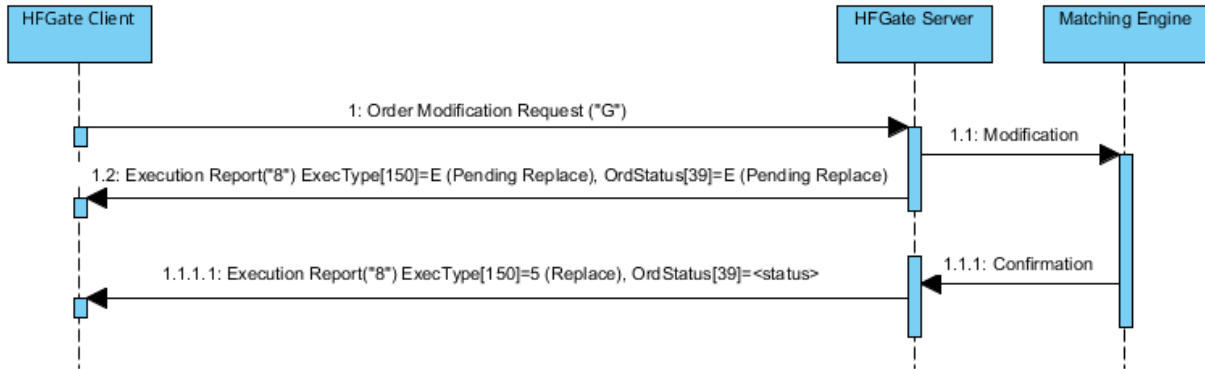 HFGate Client
HFGate Server
Matching Engine
1: Order Modification Request ("G")
1.1: Modification
1.2: Execution Report("8") ExecType[150]=E (Pending Replace), OrdStatus[39]=E (Pending Replace)
1.1.1: Confirmation
1.1.1.1: Execution Report("8") ExecType[150]=5 (Replace), OrdStatus[39]=<status>